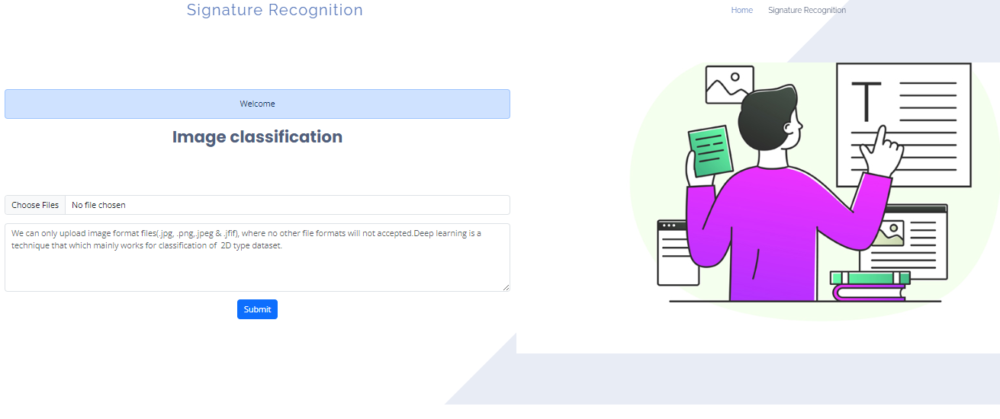 Signature Recognition
Home
Signature Recognition
Welcome
Image classification
Choose Files No file chosen
We can only upload image format files(.jpg, .png,.jpeg & .jfif), where no other file formats will not accepted.Deep learning is a
technique that which mainly works for classification of  2D type dataset.
Submit
T